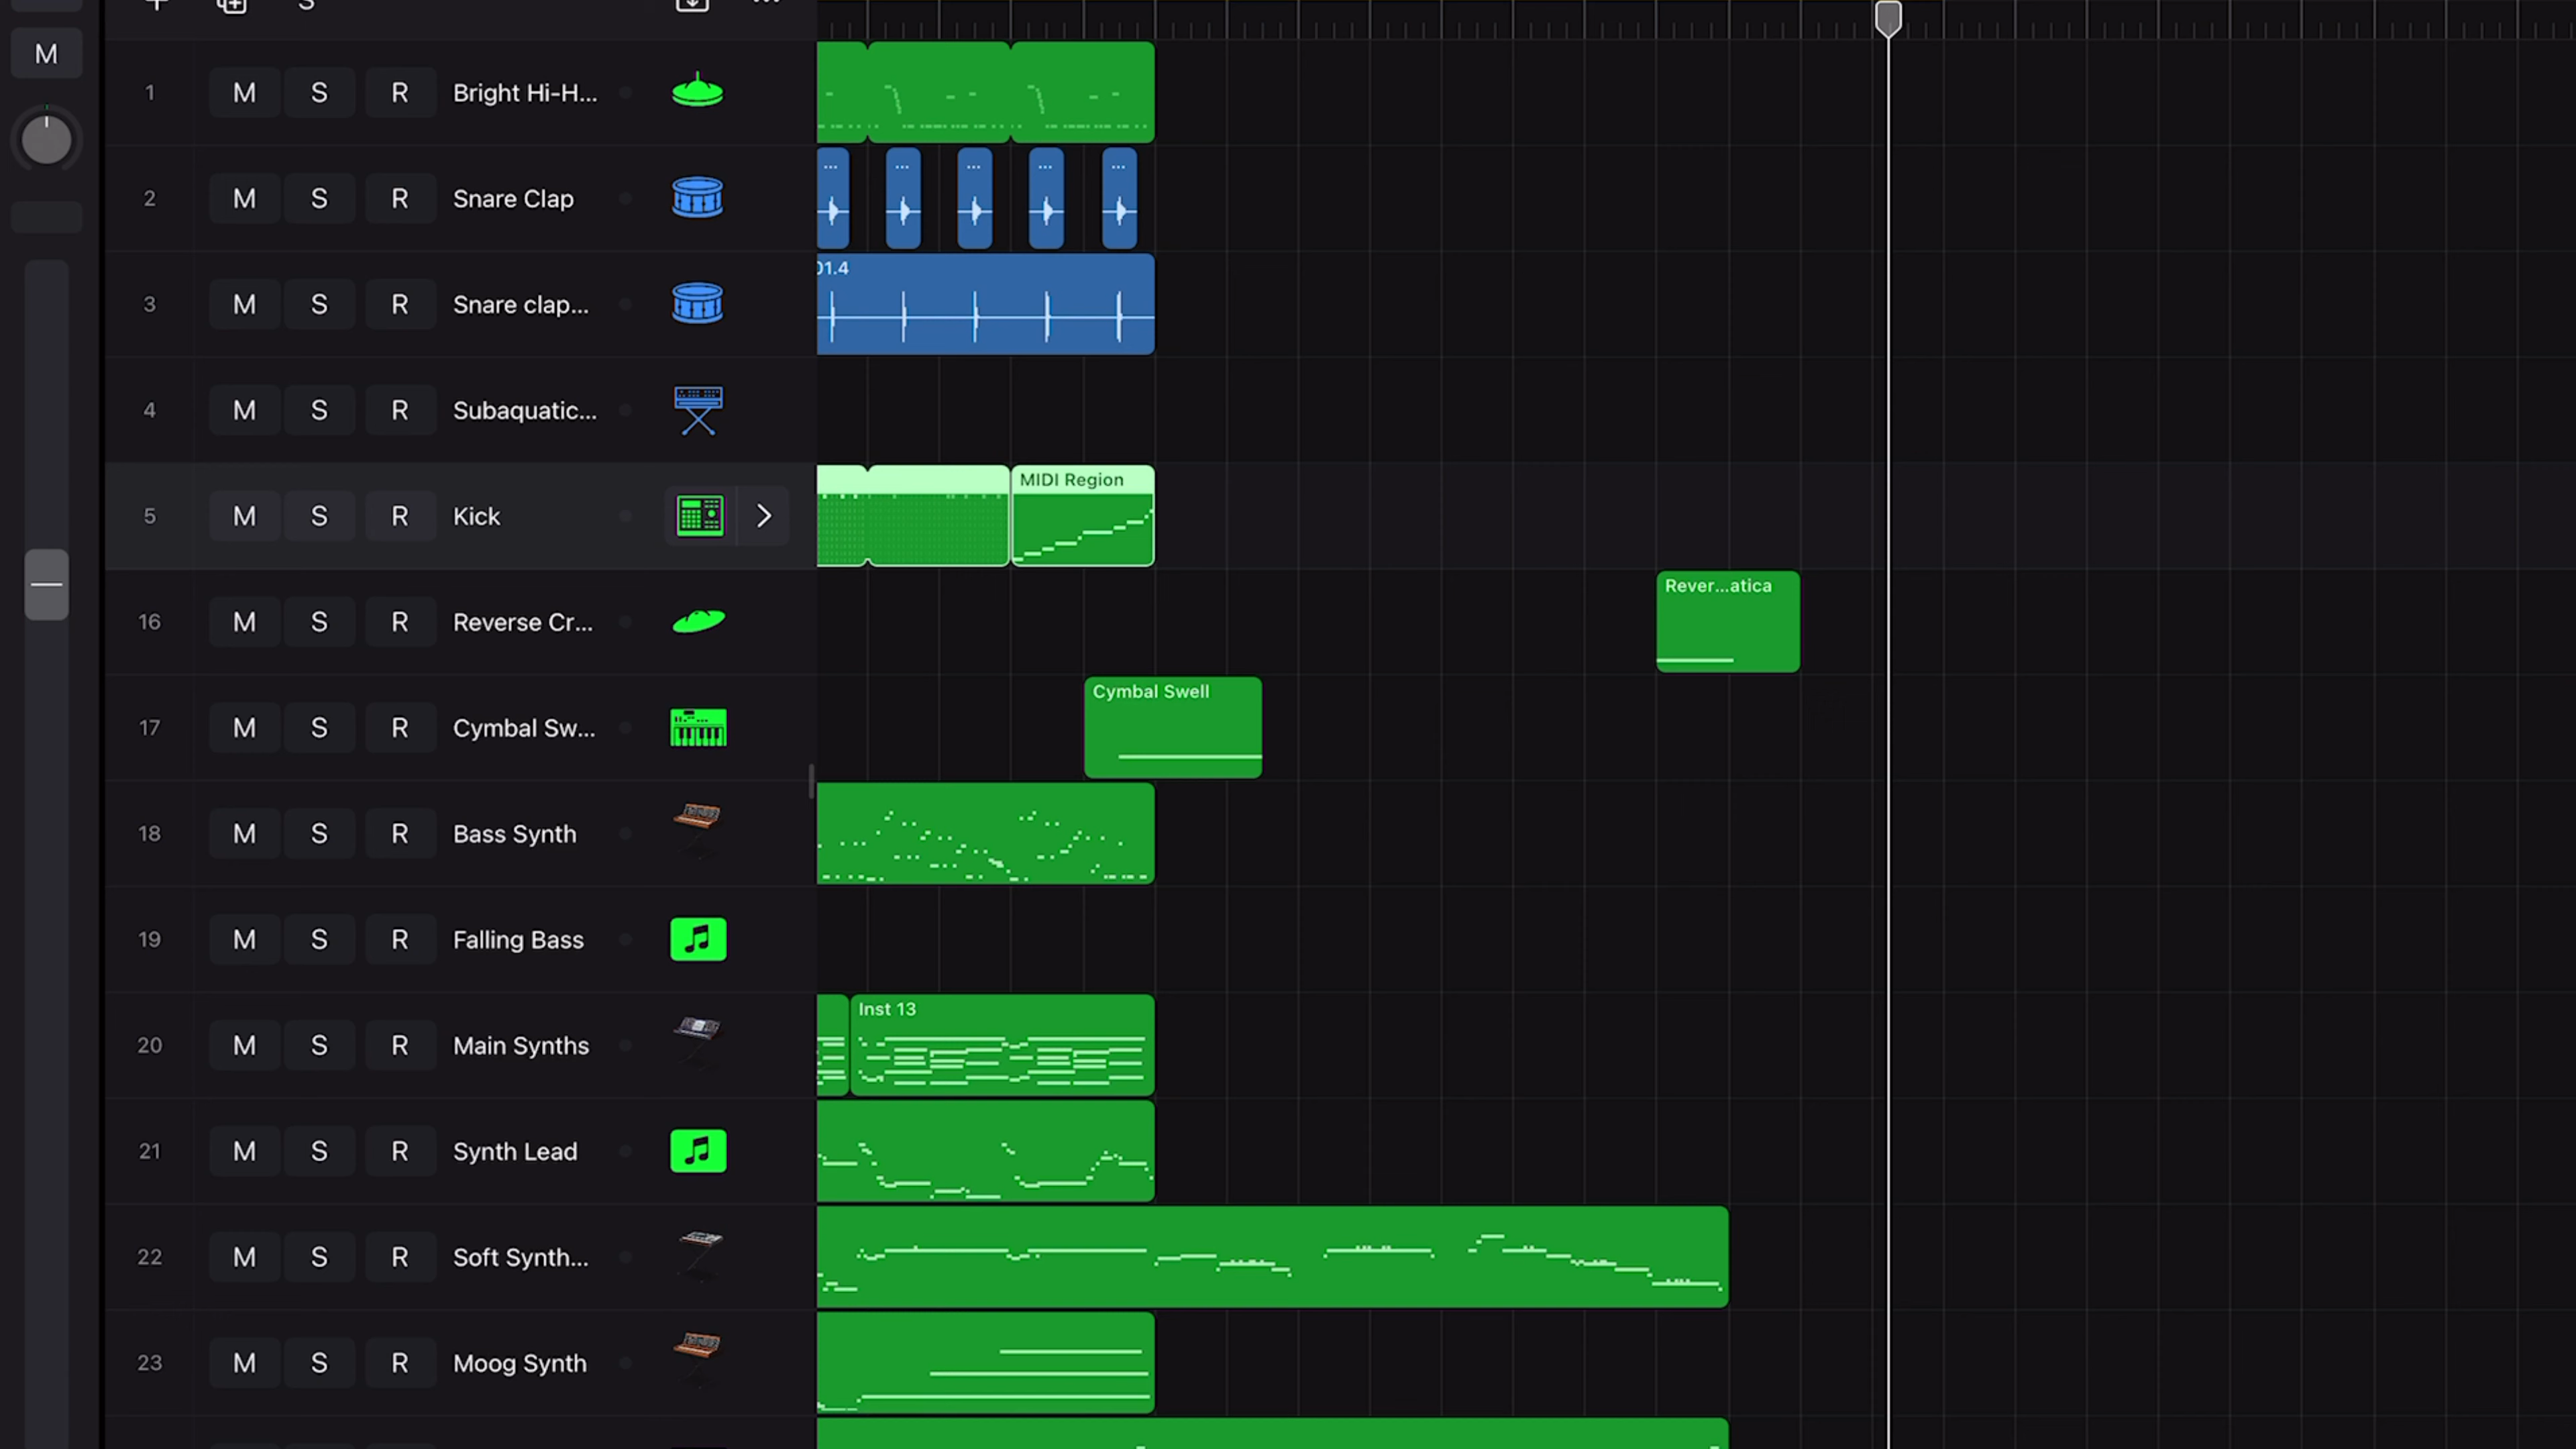 S
M
1 M S R Bright Hi-H...
2 M S R Snare Clap ... ... ... ... ...
3 M S R Snare clap... 01.4
4 M S R Subaquatic...
5 M S R Kick MIDI Region
16 M S R Reverse Cr... Rever...atica
17 M S R Cymbal Sw... Cymbal Swell
18 M S R Bass Synth
19 M S R Falling Bass
20 M S R Main Synths Inst 13
21 M S R Synth Lead
22 M S R Soft Synth...
23 M S R Moog Synth